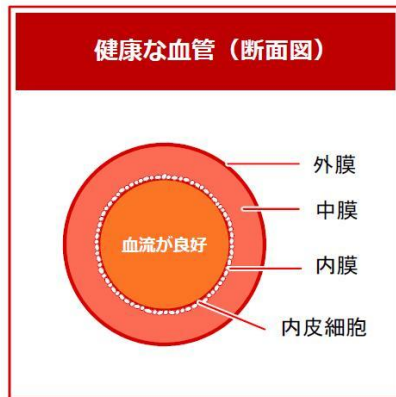 健康な血管（断面図）
外膜
中膜
血流が良好
内膜
内皮細胞